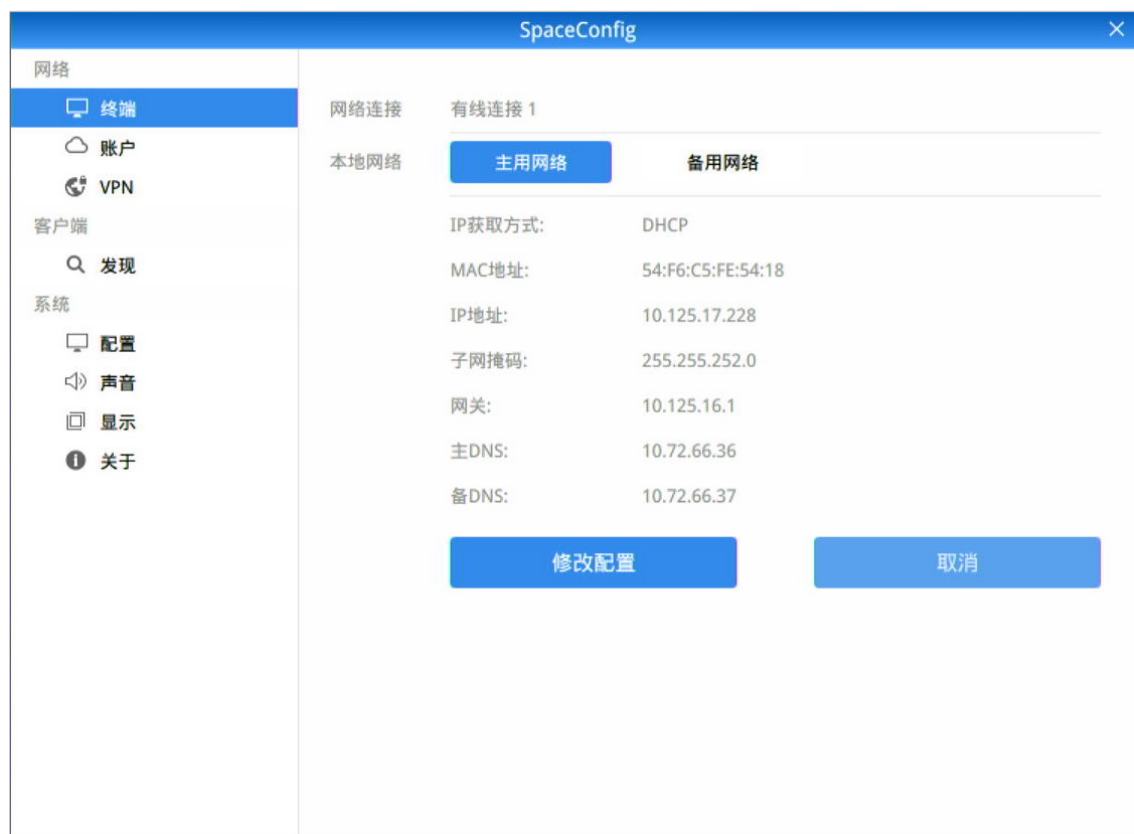 SpaceConfig
网络
终端
账户
VPN
客户端
发现
系统
配置
声音
显示
关于
网络连接 有线连接 1
本地网络 主用网络 备用网络
IP获取方式: DHCP
MAC地址: 54:F6:C5:FE:54:18
IP地址: 10.125.17.228
子网掩码: 255.255.252.0
网关: 10.125.16.1
主DNS: 10.72.66.36
备DNS: 10.72.66.37
修改配置 取消